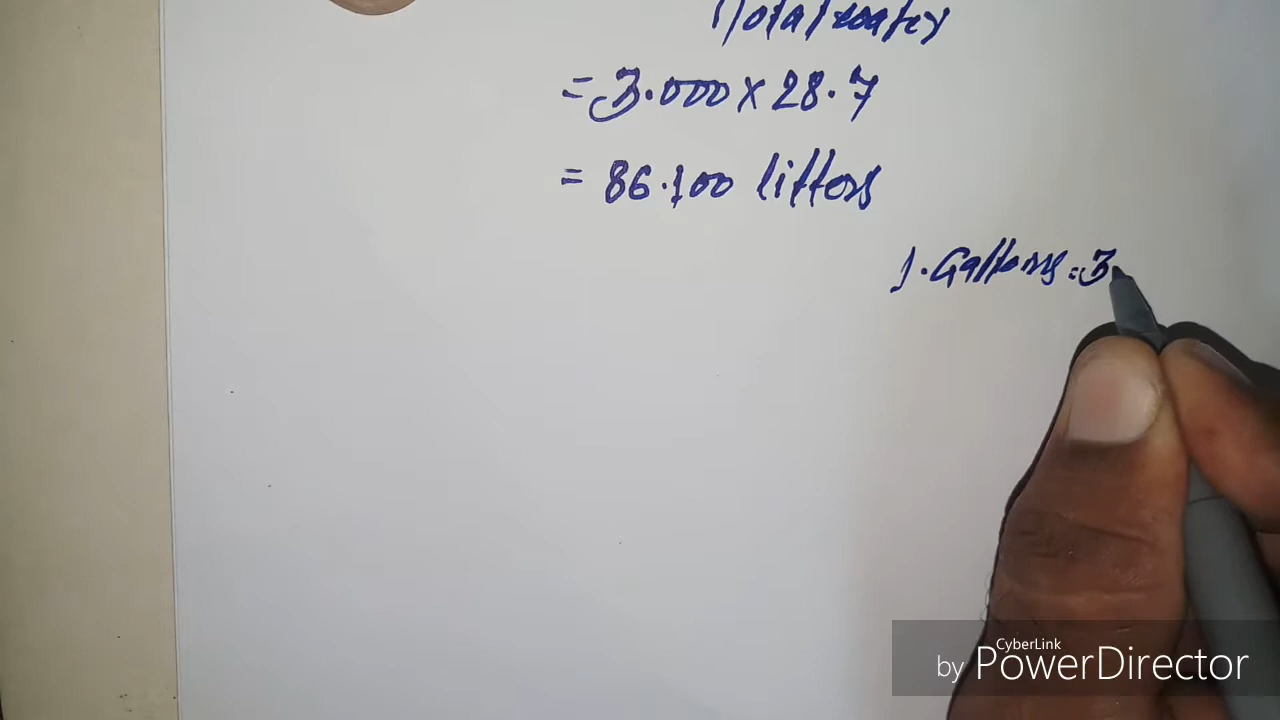 Total water
= 3.000 x 28.7
= 86.100 litters
1. Gallons = 3
CyberLink
by PowerDirector